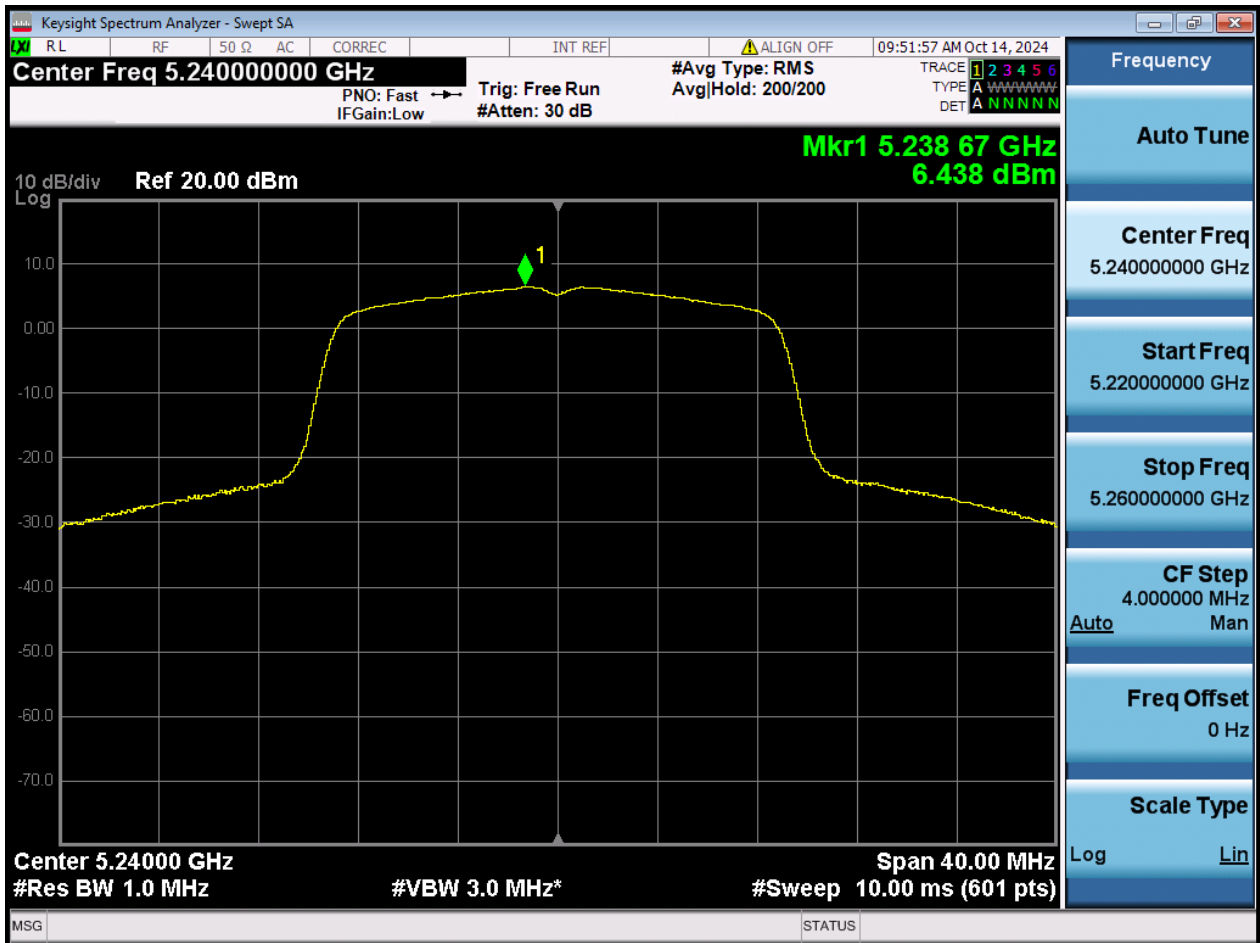 Keysight Spectrum Analyzer - Swept SA
LXI RL RF 50 Ω AC CORREC INT REF ALIGN OFF 09:51:57 AM Oct 14, 2024
Center Freq 5.240000000 GHz
PNO: Fast
IFGain:Low
Trig: Free Run
#Atten: 30 dB
#Avg Type: RMS
Avg|Hold: 200/200
TRACE 1 2 3 4 5 6
TYPE A WWWWW
DET A N N N N N
Mkr1 5.238 67 GHz
6.438 dBm
10 dB/div Ref 20.00 dBm
Log
1
10.0
0.00
-10.0
-20.0
-30.0
-40.0
-50.0
-60.0
-70.0
Center 5.24000 GHz Span 40.00 MHz
#Res BW 1.0 MHz #VBW 3.0 MHz* #Sweep 10.00 ms (601 pts)
Frequency
Auto Tune
Center Freq
5.240000000 GHz
Start Freq
5.220000000 GHz
Stop Freq
5.260000000 GHz
CF Step
4.000000 MHz
Auto Man
Freq Offset
0 Hz
Scale Type
Log Lin
MSG STATUS